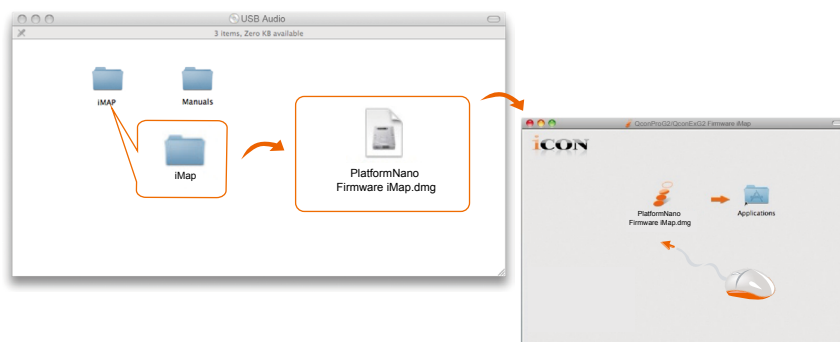 USB Audio
3 items, Zero KB available
iMAP
Manuals
iMap
PlatformNano
Firmware iMap.dmg
QconProG2/QconExG2 Firmware iMap
iCON
PlatformNano
Firmware iMap.dmg
Applications